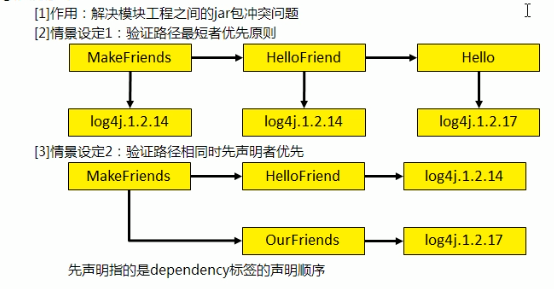 [1]作用：解决模块工程之间的jar包冲突问题
[2]情景设定1：验证路径最短者优先原则
MakeFriends
HelloFriend
Hello
log4j.1.2.14
log4j.1.2.14
log4j.1.2.17
[3]情景设定2：验证路径相同时先声明者优先
MakeFriends
HelloFriend
log4j.1.2.14
OurFriends
log4j.1.2.17
先声明指的是dependency标签的声明顺序